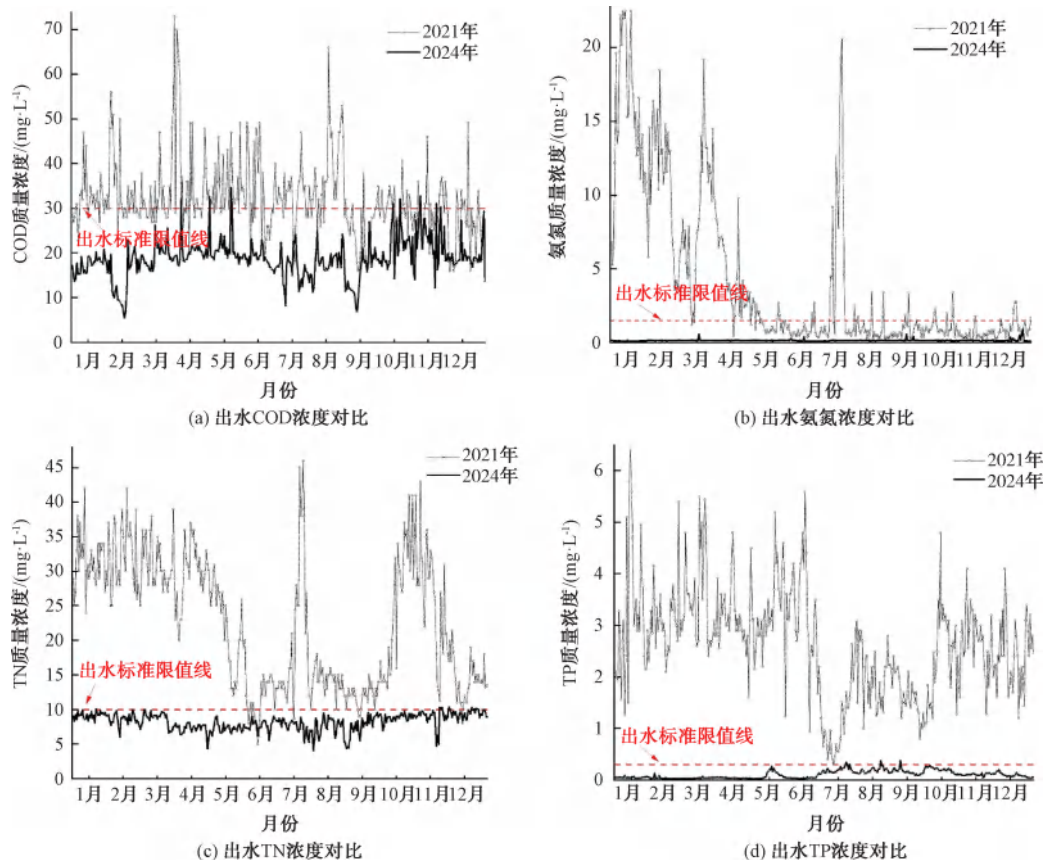 COD质量浓度/(mg·L⁻¹)
70
60
50
40
30
20
10
0
2021年
2024年
出水标准限值线
1月 2月 3月 4月 5月 6月 7月 8月 9月 10月 11月 12月
月份
(a) 出水COD浓度对比
氨氮质量浓度/(mg·L⁻¹)
20
15
10
5
0
2021年
2024年
出水标准限值线
1月 2月 3月 4月 5月 6月 7月 8月 9月 10月 11月 12月
月份
(b) 出水氨氮浓度对比
TN质量浓度/(mg·L⁻¹)
45
40
35
30
25
20
15
10
5
0
2021年
2024年
出水标准限值线
1月 2月 3月 4月 5月 6月 7月 8月 9月 10月 11月 12月
月份
(c) 出水TN浓度对比
TP质量浓度/(mg·L⁻¹)
6
5
4
3
2
1
0
2021年
2024年
出水标准限值线
1月 2月 3月 4月 5月 6月 7月 8月 9月 10月 11月 12月
月份
(d) 出水TP浓度对比